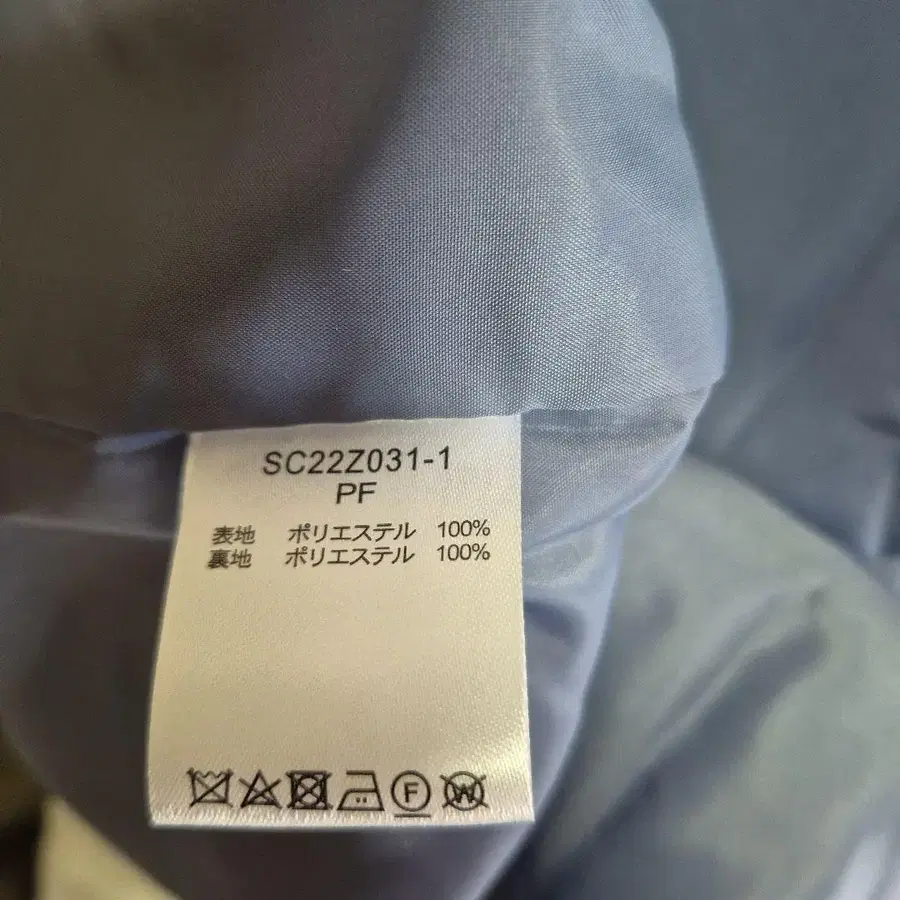 SC22Z031-1
PF
表地 ポリエステル 100%
裏地 ポリエステル 100%
F W